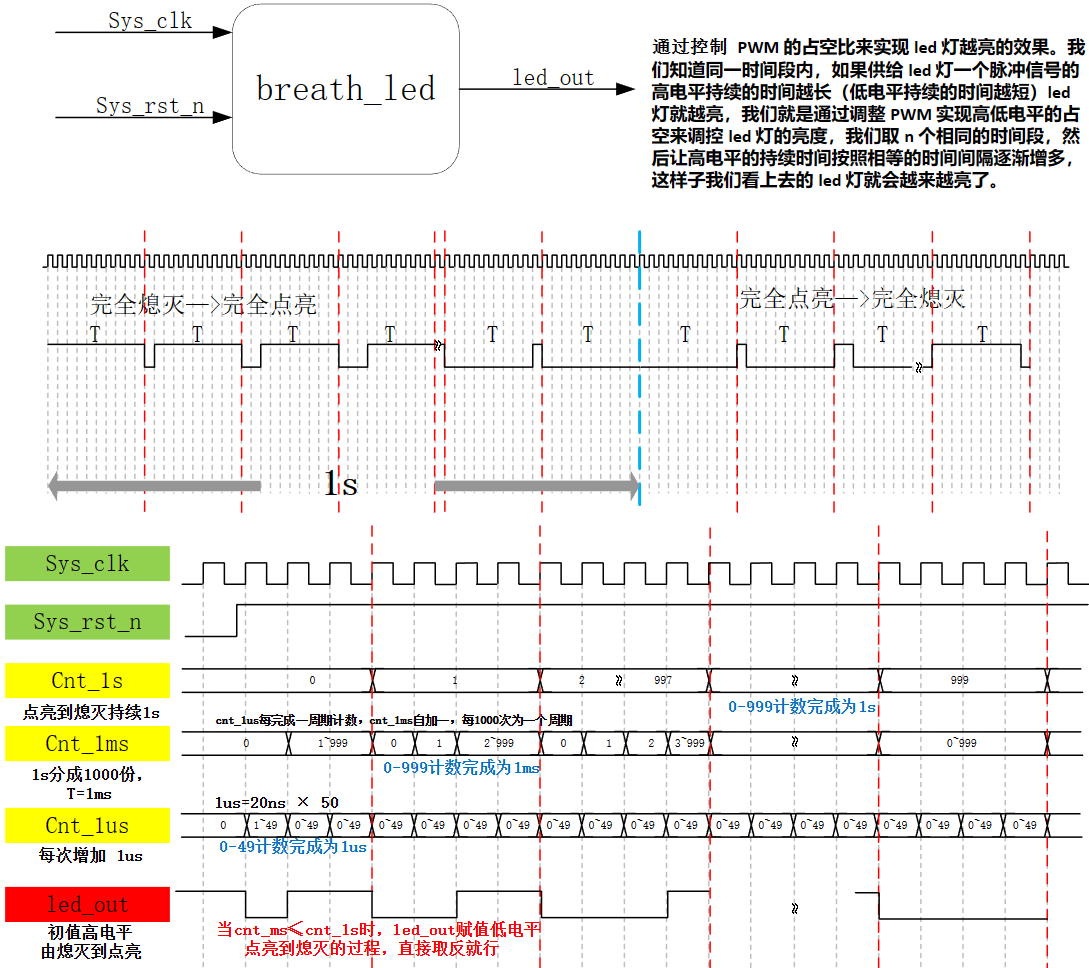 Sys_clk
Sys_rst_n
breath_led
led_out
通过控制 PWM 的占空比来实现 led 灯越亮的效果。我
们知道同一时间段内，如果供给 led 灯一个脉冲信号的
高电平持续的时间越长（低电平持续的时间越短）led
灯就越亮，我们就是通过调整 PWM 实现高低电平的占
空来调控 led 灯的亮度，我们取 n 个相同的时间段，然
后让高电平的持续时间按照相等的时间间隔逐渐增多，
这样子我们看上去的 led 灯就会越来越亮了。
完全熄灭—>完全点亮
完全点亮—>完全熄灭
T T T T T T T T T T
1s
Sys_clk
Sys_rst_n
Cnt_1s
0 1 2 997 999
点亮到熄灭持续1s
0-999计数完成为1s
cnt_1us每完成一周期计数，cnt_1ms自加一，每1000次为一个周期
Cnt_1ms
0 1~999 0 1 2~999 0 1 2 3~999 0~999
0-999计数完成为1ms
1s分成1000份，
T=1ms
1us=20ns × 50
Cnt_1us
0 1~49 0~49 0~49 0~49 0~49 0~49 0~49 0~49 0~49 0~49 0~49 0~49 0~49 0~49 0~49 0~49 0~49 0~49 0~49
0-49计数完成为1us
每次增加 1us
led_out
初值高电平
由熄灭到点亮
当cnt_ms≤cnt_1s时，led_out赋值低电平
点亮到熄灭的过程，直接取反就行